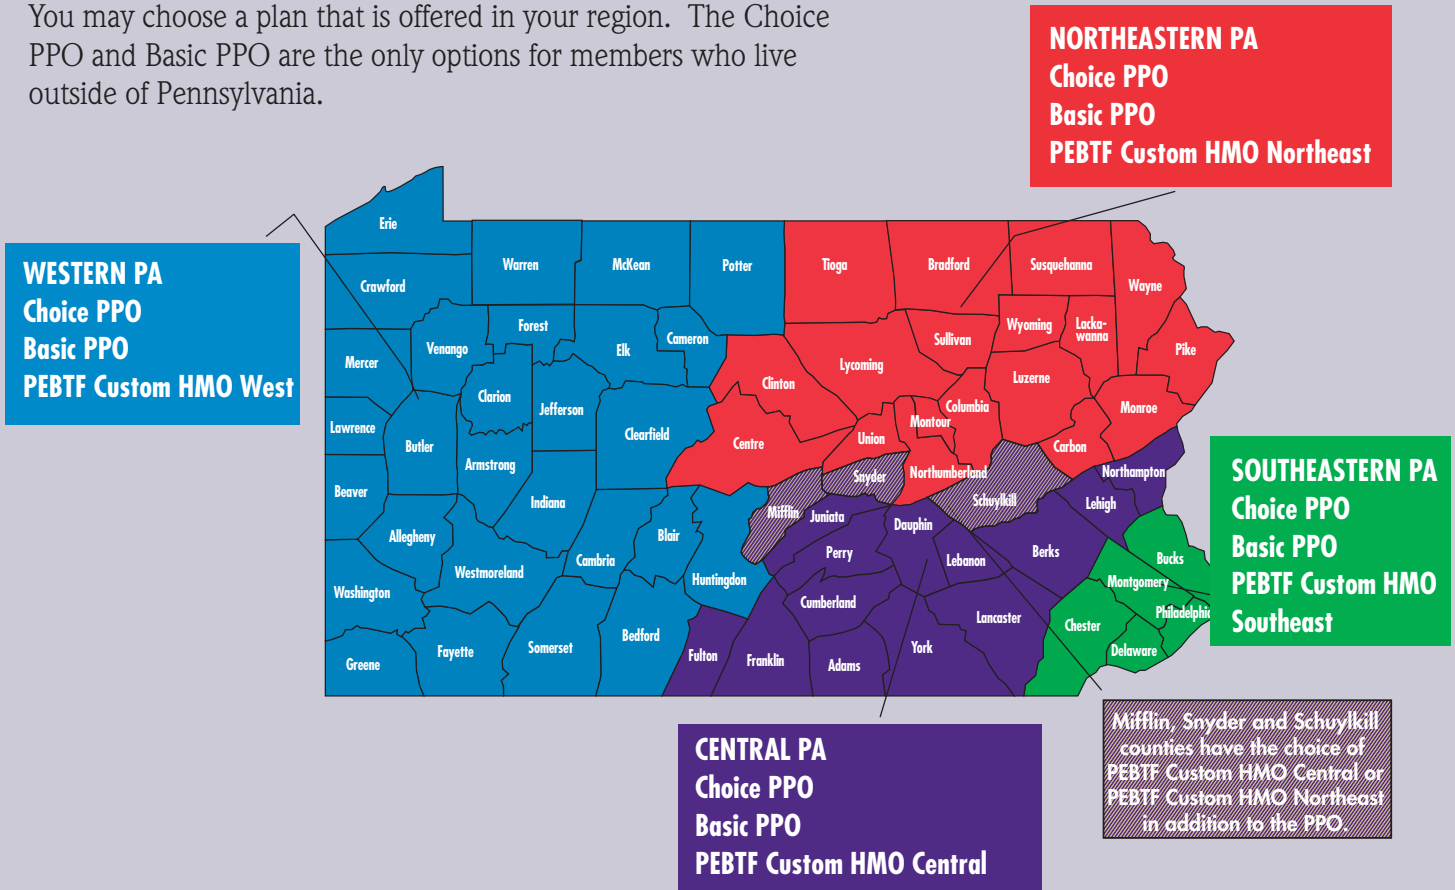 You may choose a plan that is offered in your region. The Choice
PPO and Basic PPO are the only options for members who live
outside of Pennsylvania.
NORTHEASTERN PA
Choice PPO
Basic PPO
PEBTF Custom HMO Northeast
WESTERN PA
Choice PPO
Basic PPO
PEBTF Custom HMO West
Erie
Crawford
Warren
McKean
Potter
Tioga
Bradford
Susquehanna
Wayne
Forest
Venango
Mercer
Elk
Cameron
Clarion
Jefferson
Clearfield
Lawrence
Butler
Armstrong
Beaver
Indiana
Allegheny
Westmoreland
Cambria
Blair
Huntingdon
Washington
Greene
Fayette
Somerset
Bedford
Clinton
Lycoming
Sullivan
Wyoming
Lacka-
wanna
Pike
Luzerne
Monroe
Columbia
Montour
Union
Centre
Carbon
Northumberland
Snyder
Schuylkill
Mifflin
Juniata
Northampton
Lehigh
Dauphin
Perry
Lebanon
Berks
Cumberland
Lancaster
York
Fulton
Franklin
Adams
Bucks
Montgomery
Philadelphia
Chester
Delaware
SOUTHEASTERN PA
Choice PPO
Basic PPO
PEBTF Custom HMO
Southeast
Mifflin, Snyder and Schuylkill
counties have the choice of
PEBTF Custom HMO Central or
PEBTF Custom HMO Northeast
in addition to the PPO.
CENTRAL PA
Choice PPO
Basic PPO
PEBTF Custom HMO Central